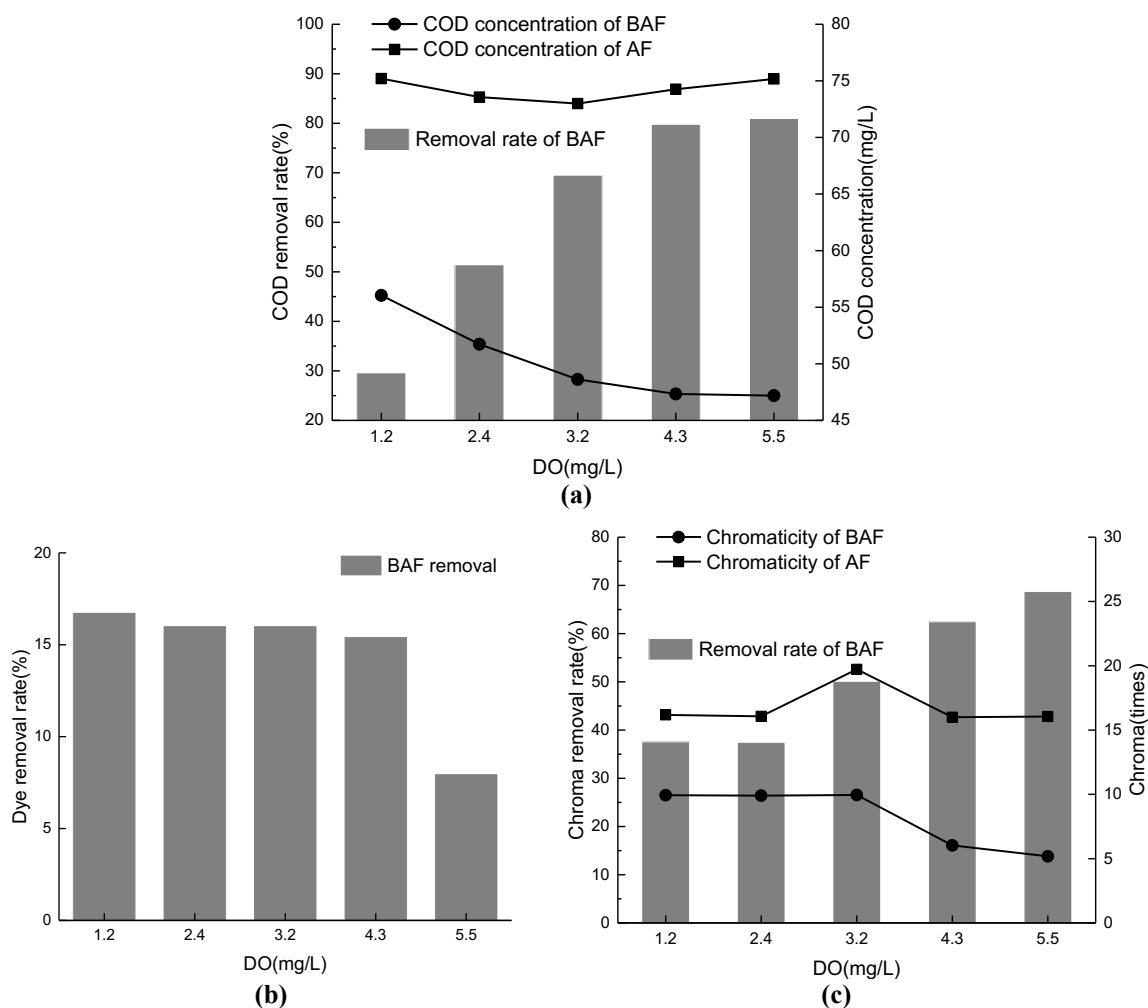 COD concentration of BAF
COD concentration of AF
Removal rate of BAF
COD removal rate(%)
100
90
80
70
60
50
40
30
20
COD concentration(mg/L)
80
75
70
65
60
55
50
45
1.2 2.4 3.2 4.3 5.5
DO(mg/L)
(a)
BAF removal
Dye removal rate(%)
20
15
10
5
0
1.2 2.4 3.2 4.3 5.5
DO(mg/L)
(b)
Chromaticity of BAF
Chromaticity of AF
Removal rate of BAF
Chroma removal rate(%)
80
70
60
50
40
30
20
10
0
Chroma(times)
30
25
20
15
10
5
0
1.2 2.4 3.2 4.3 5.5
DO(mg/L)
(c)